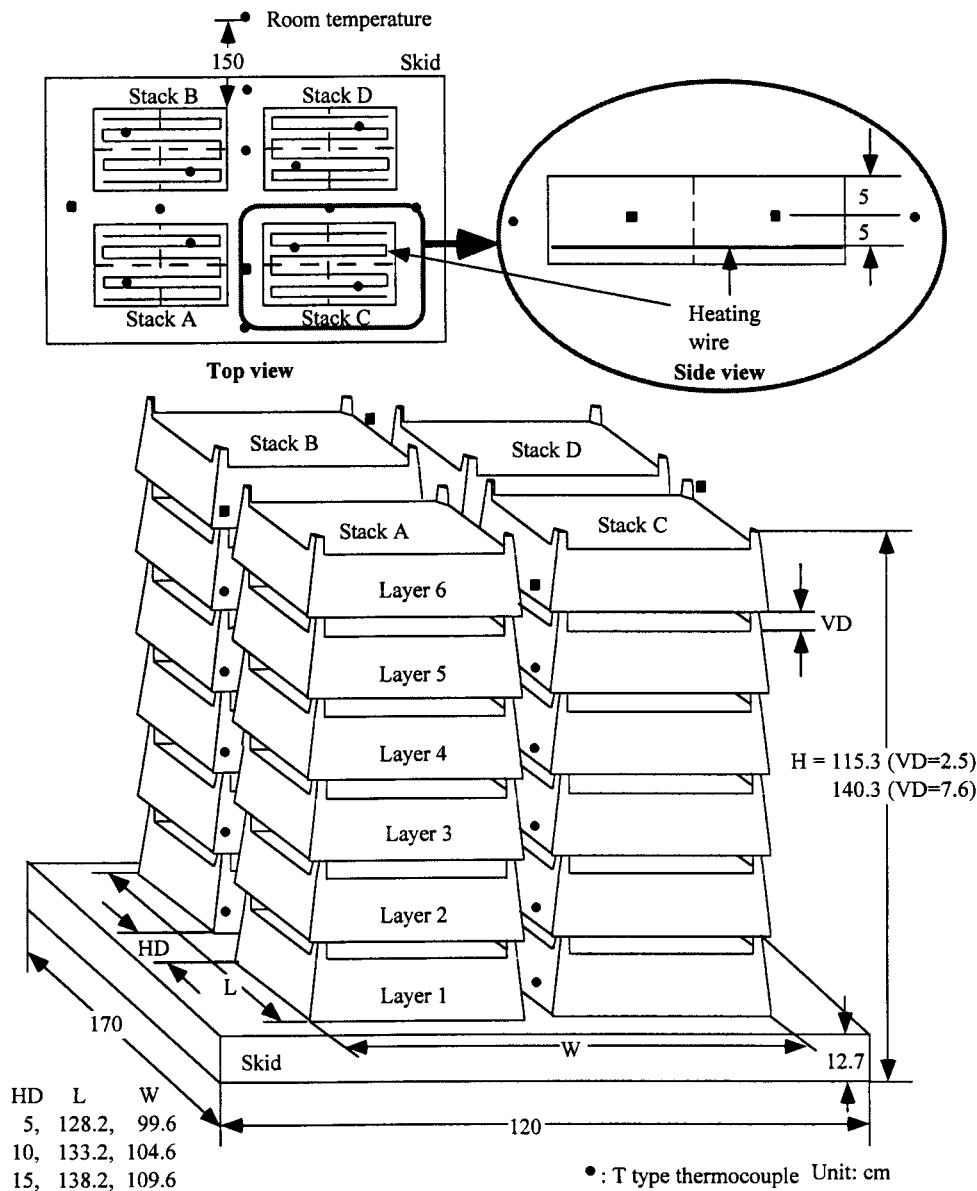 Room temperature
150
Skid
Stack B
Stack D
Stack A
Stack C
Top view
5
5
Heating
wire
Side view
Stack B
Stack D
Stack A
Stack C
Layer 6
VD
Layer 5
Layer 4
H = 115.3 (VD=2.5)
140.3 (VD=7.6)
Layer 3
Layer 2
HD
L
Layer 1
170
W
Skid
12.7
120
HD L W
5, 128.2, 99.6
10, 133.2, 104.6
15, 138.2, 109.6
●: T type thermocouple Unit: cm